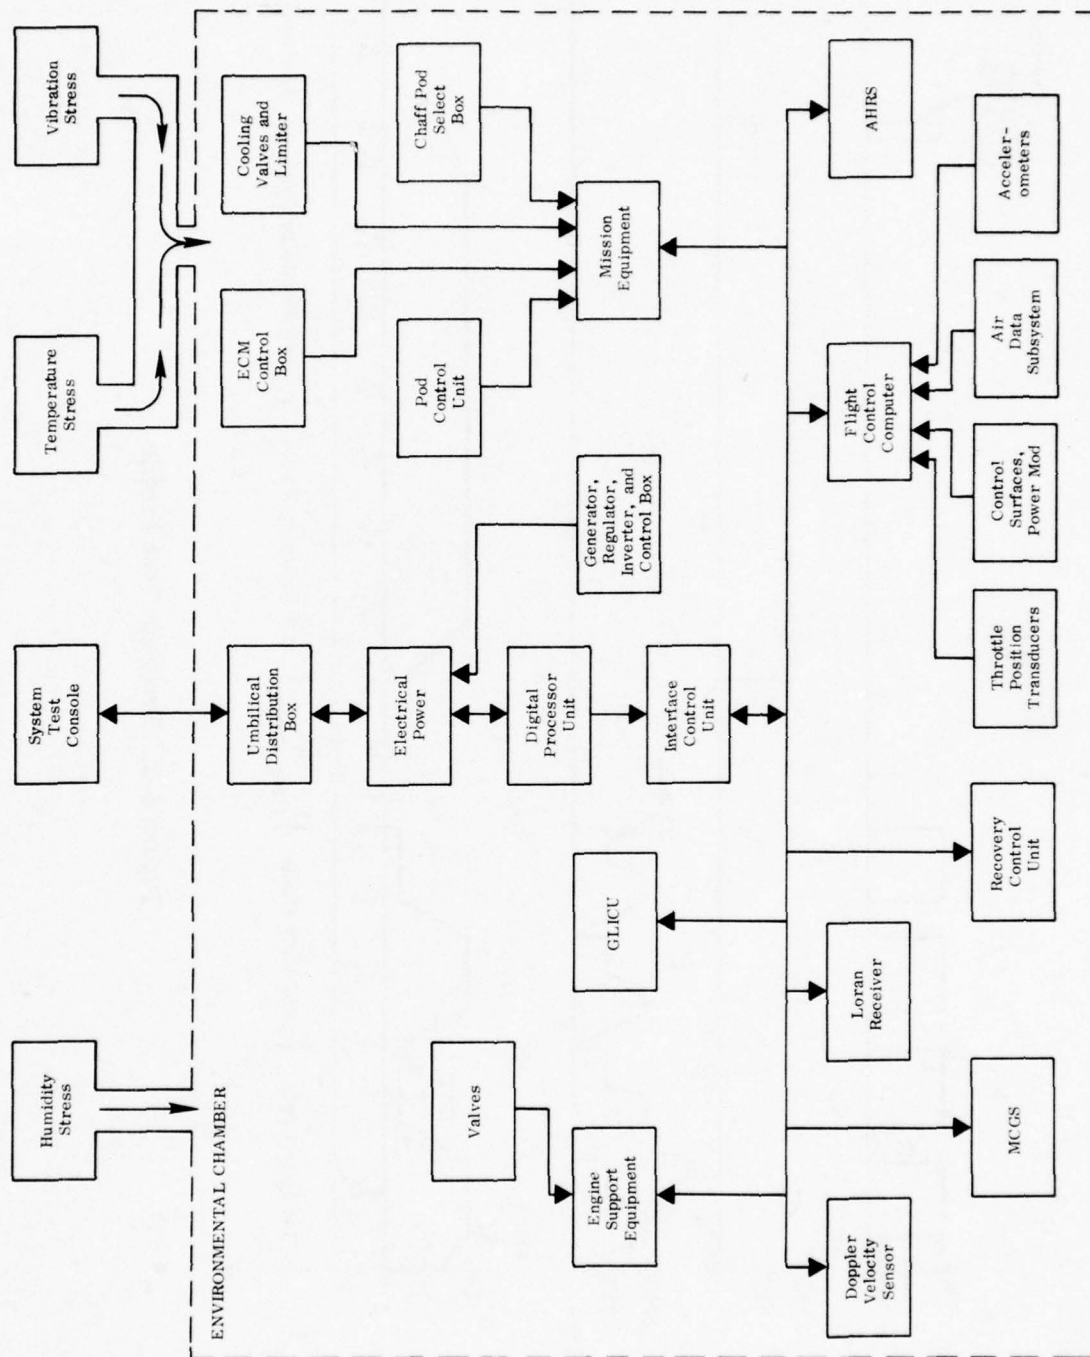 Humidity
Stress
System
Test
Console
Temperature
Stress
Vibration
Stress
ENVIRONMENTAL CHAMBER
Umbilical
Distribution
Box
ECM
Control
Box
Cooling
Valves and
Limiter
Valves
Electrical
Power
Pod
Control
Unit
Chaff Pod
Select
Box
Engine
Support
Equipment
GLICU
Digital
Processor
Unit
Generator,
Regulator,
Inverter, and
Control Box
Mission
Equipment
Interface
Control
Unit
Doppler
Velocity
Sensor
Loran
Receiver
Flight
Control
Computer
AHRS
MCGS
Recovery
Control
Unit
Throttle
Position
Transducers
Control
Surfaces,
Power Mod
Air
Data
Subsystem
Acceler-
ometers